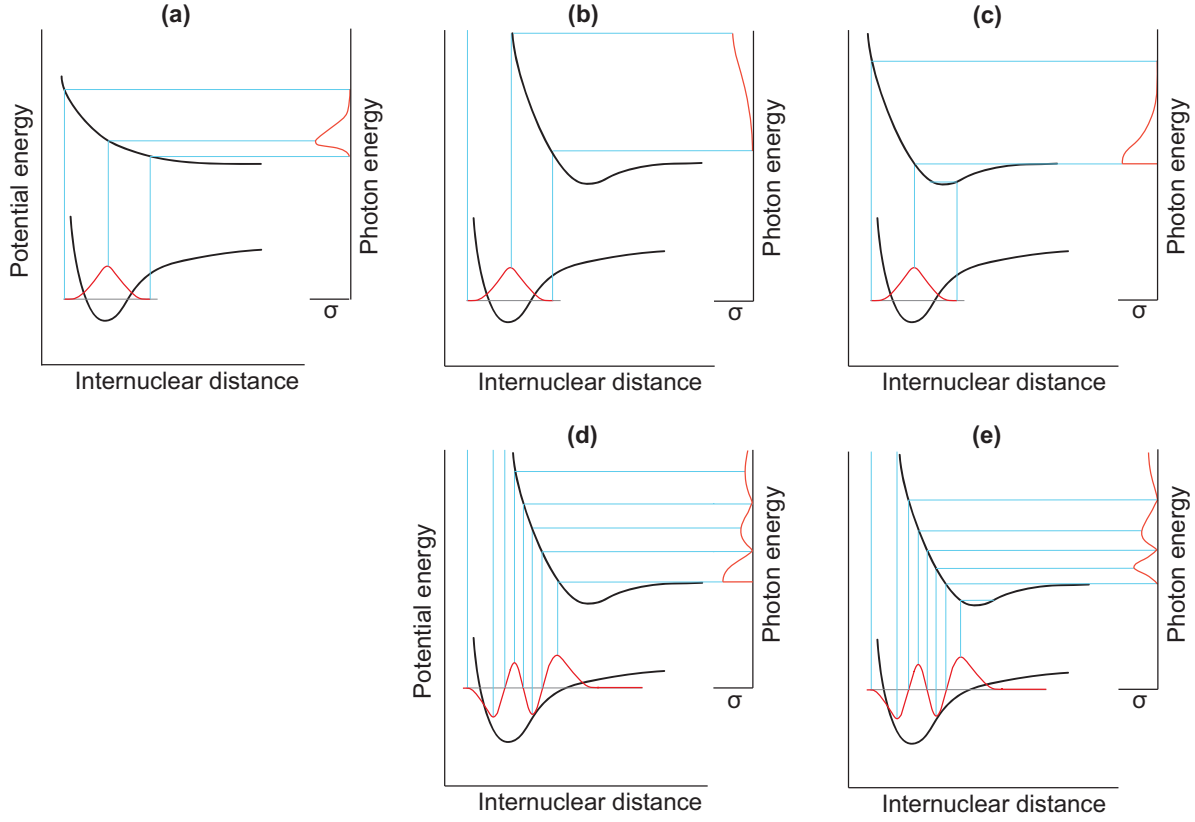 (a)
(b)
(c)
Potential energy
Photon energy
σ
Photon energy
σ
Photon energy
σ
Internuclear distance
Internuclear distance
Internuclear distance
(d)
(e)
Potential energy
Photon energy
σ
Photon energy
σ
Internuclear distance
Internuclear distance